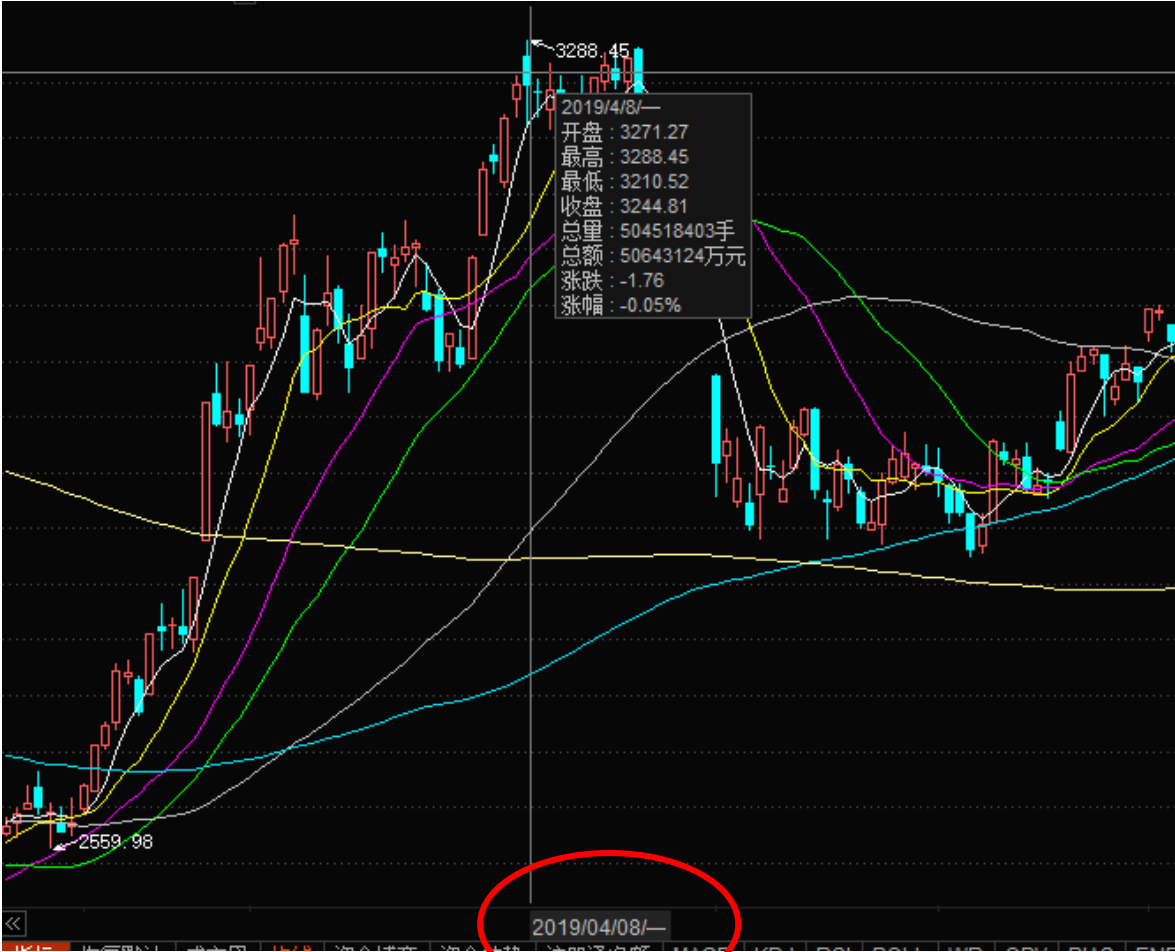 3288.45
2019/4/8/一
开盘 : 3271.27
最高 : 3288.45
最低 : 3210.52
收盘 : 3244.81
总量 : 504518403手
总额 : 50643124万元
涨跌 : -1.76
涨幅 : -0.05%
2559.98
2019/04/08/一